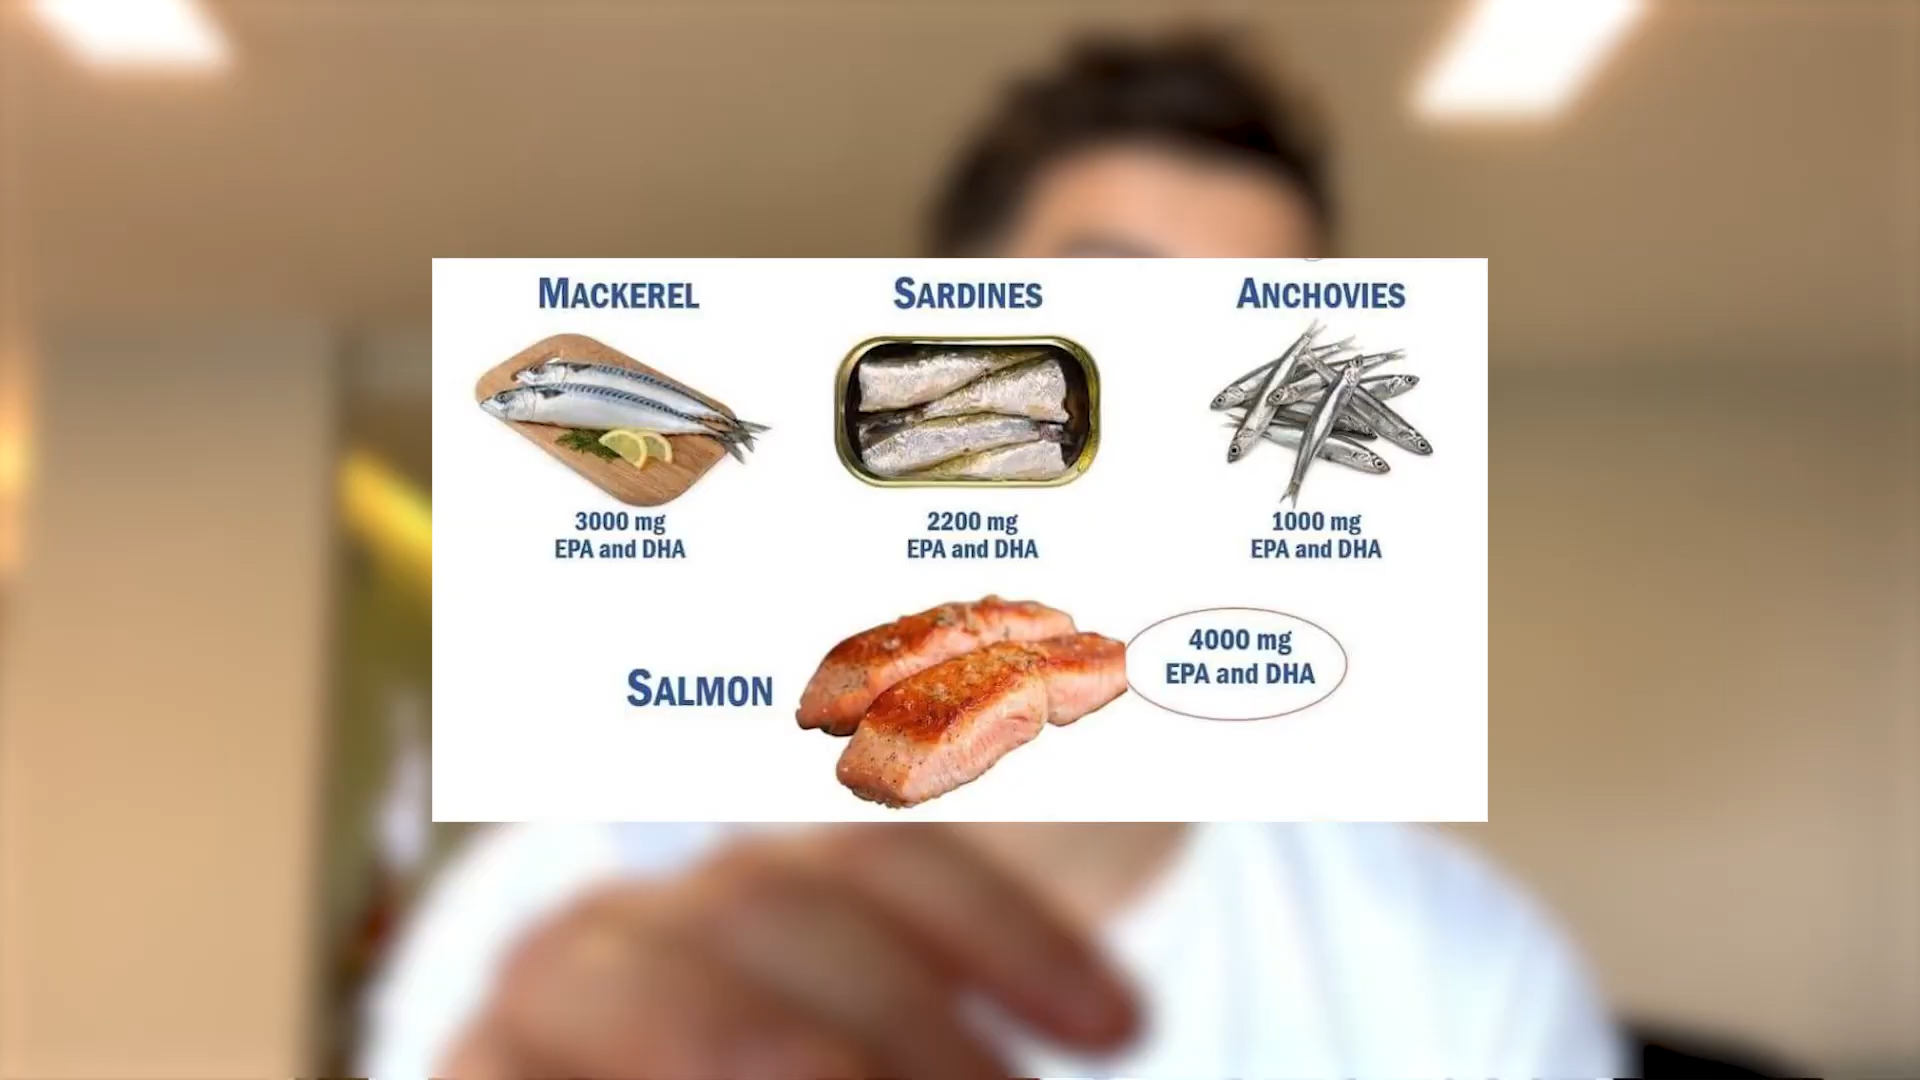 MACKEREL
SARDINES
ANCHOVIES
3000 mg
EPA and DHA
2200 mg
EPA and DHA
1000 mg
EPA and DHA
SALMON
4000 mg
EPA and DHA